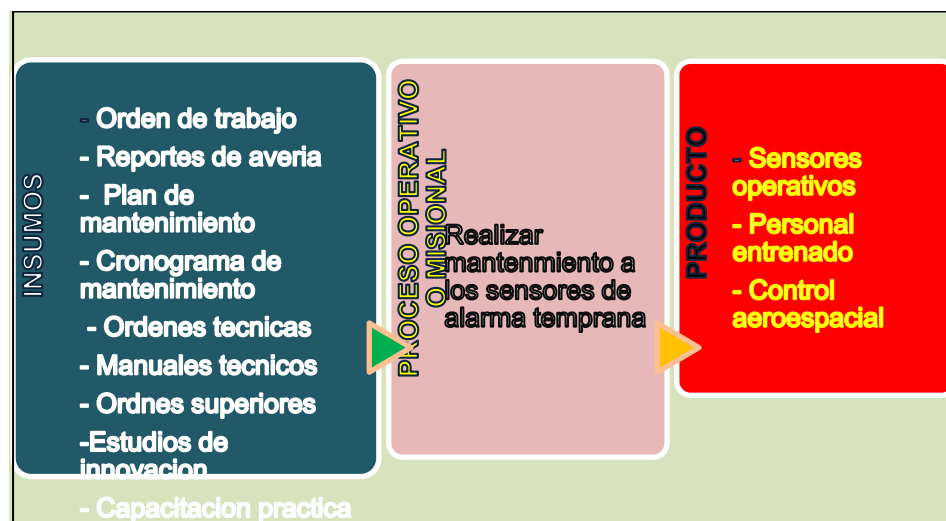 INSUMOS
- Orden de trabajo
- Reportes de averia
- Plan de
mantenimiento
- Cronograma de
mantenimiento
- Ordenes tecnicas
- Manuales tecnicos
- Ordnes superiores
-Estudios de
innovacion
- Capacitacion practica
PROCESO OPERATIVO
O MISIONAL
Realizar
mantenmiento a
los sensores de
alarma temprana
PRODUCTO
- Sensores
operativos
- Personal
entrenado
- Control
aeroespacial